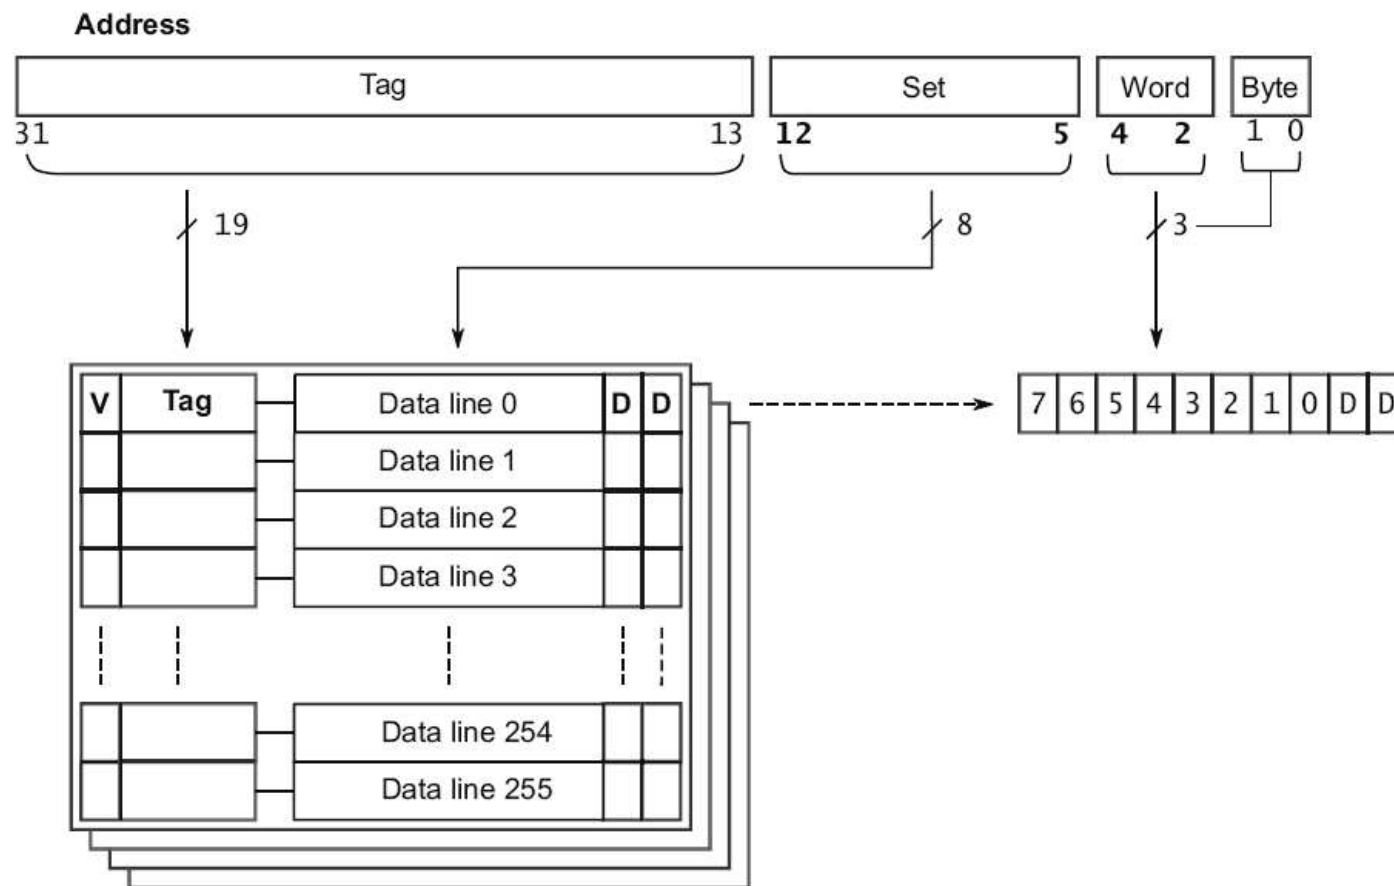 Address
Tag Set Word Byte
31 13 12 5 4 2 1 0
19 8 3
V Tag Data line 0 D D 7 6 5 4 3 2 1 0 D D
Data line 1
Data line 2
Data line 3
Data line 254
Data line 255